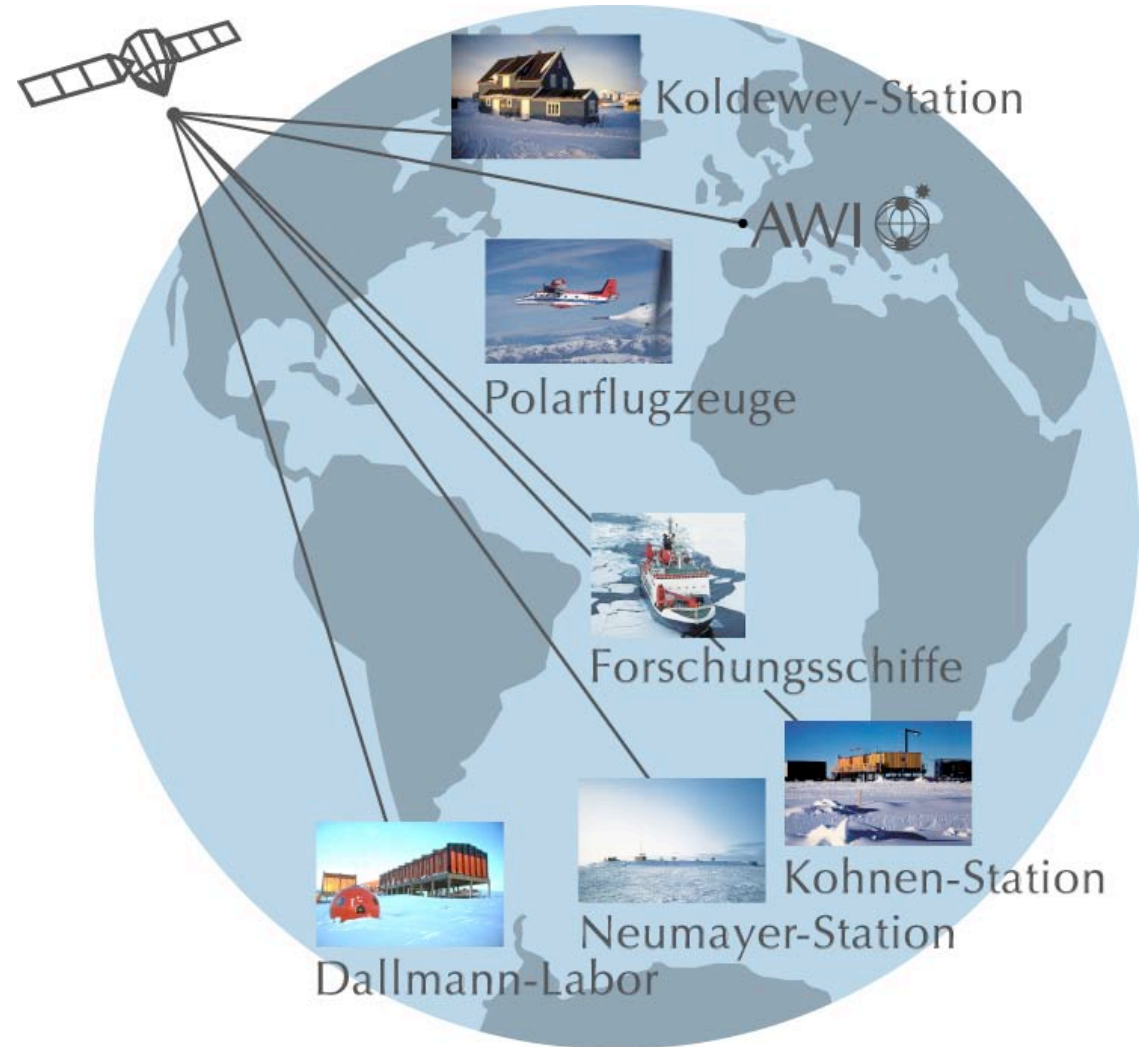 Koldewey-Station
AWI
Polarflugzeuge
Forschungsschiffe
Kohnen-Station
Neumayer-Station
Dallmann-Labor